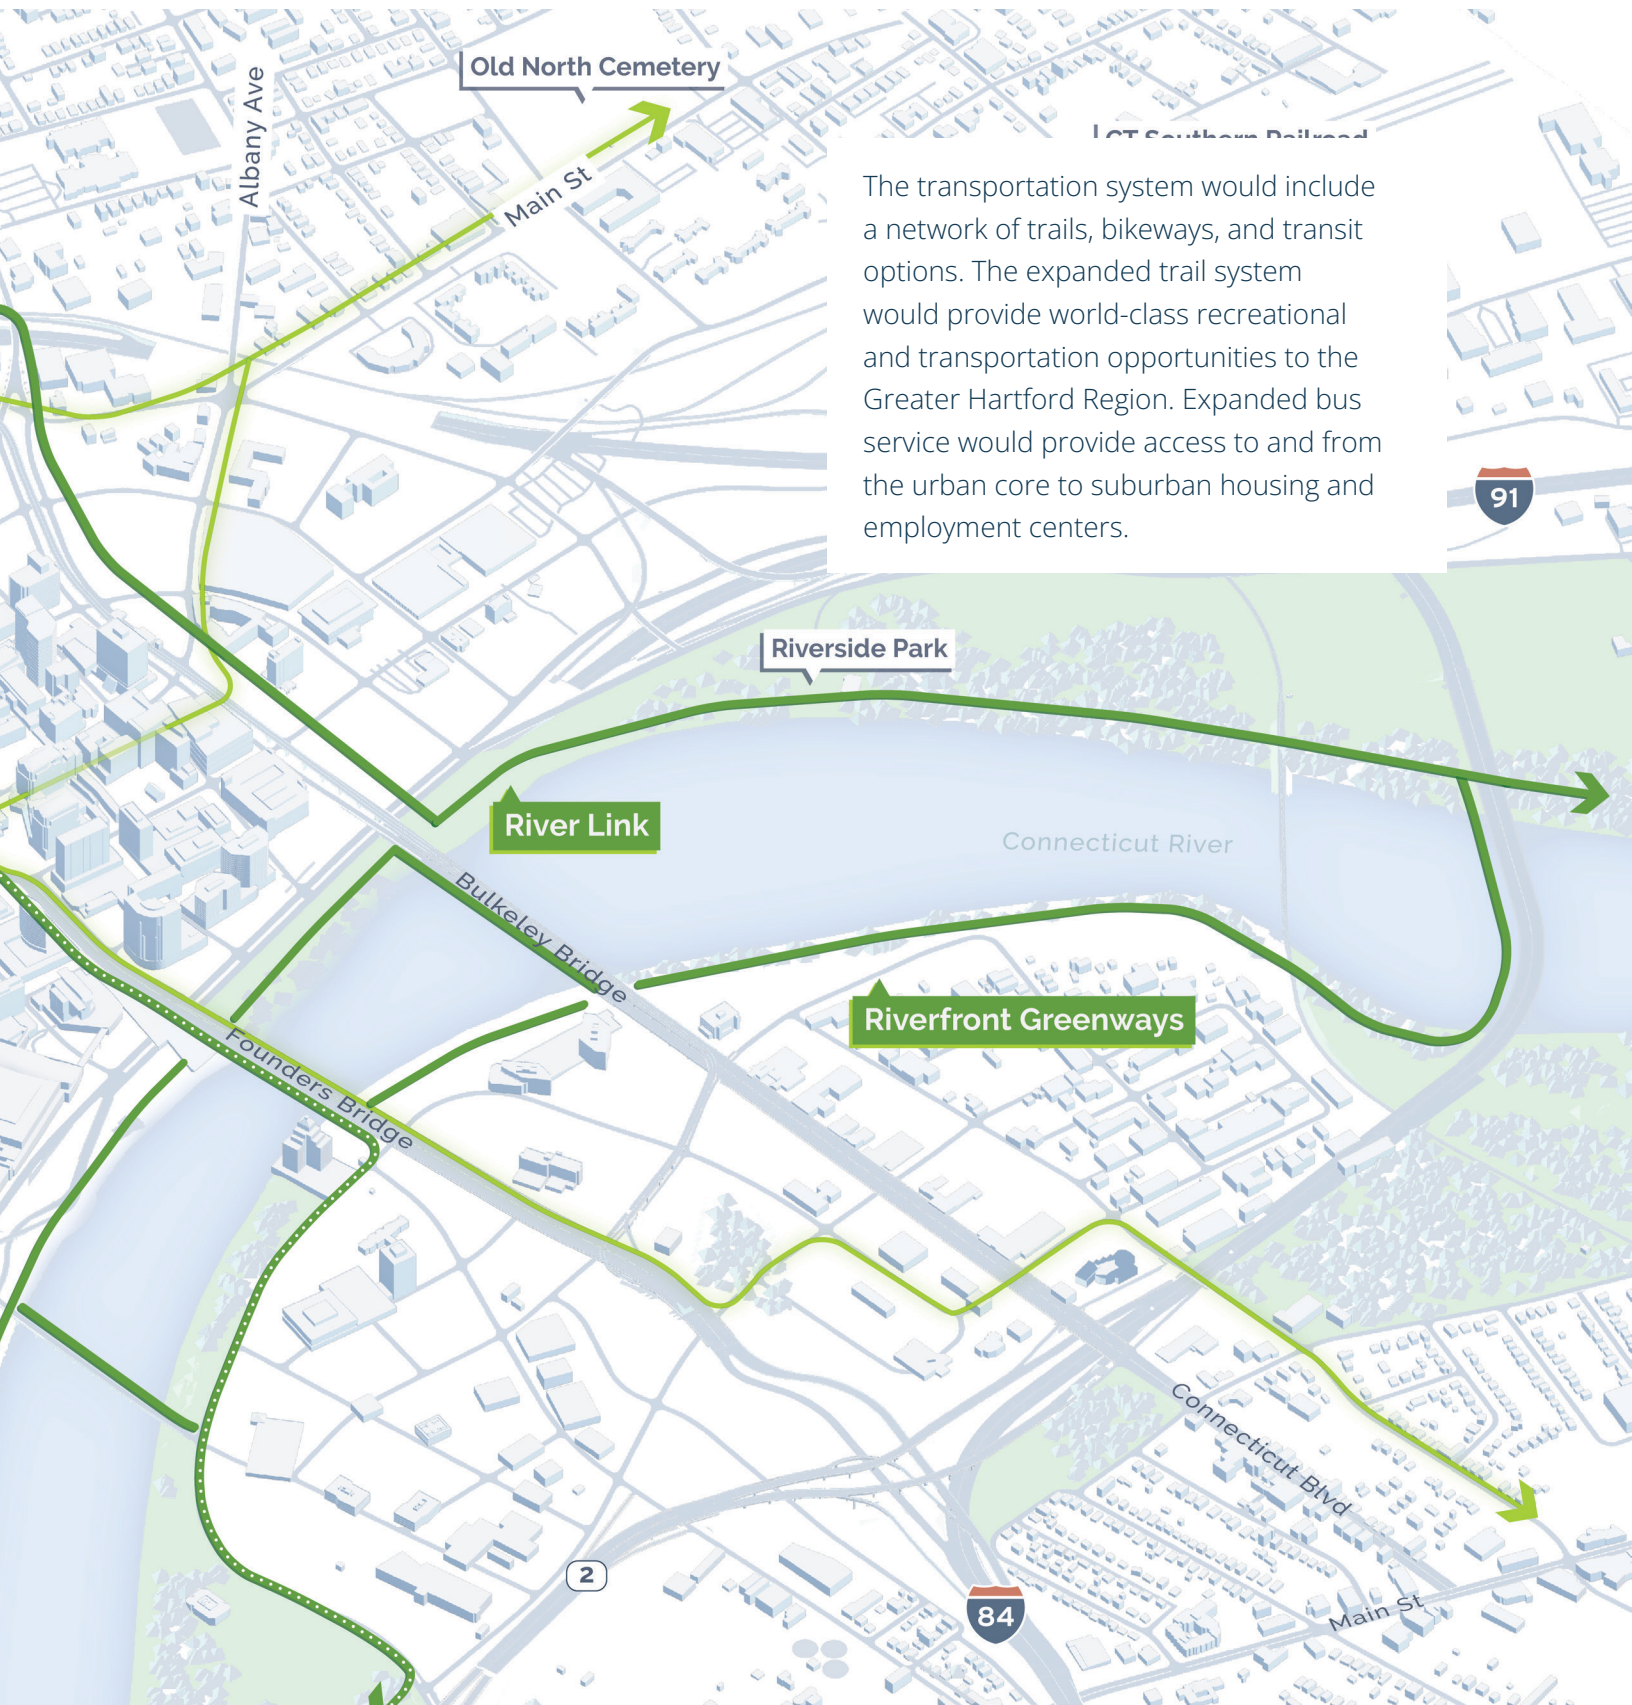 Old North Cemetery
Albany Ave
Main St
CT Southern Railroad
The transportation system would include
a network of trails, bikeways, and transit
options. The expanded trail system
would provide world-class recreational
and transportation opportunities to the
Greater Hartford Region. Expanded bus
service would provide access to and from
the urban core to suburban housing and
employment centers.
91
Riverside Park
River Link
Connecticut River
Bulkeley Bridge
Riverfront Greenways
Founders Bridge
Connecticut Blvd
2
84
Main St